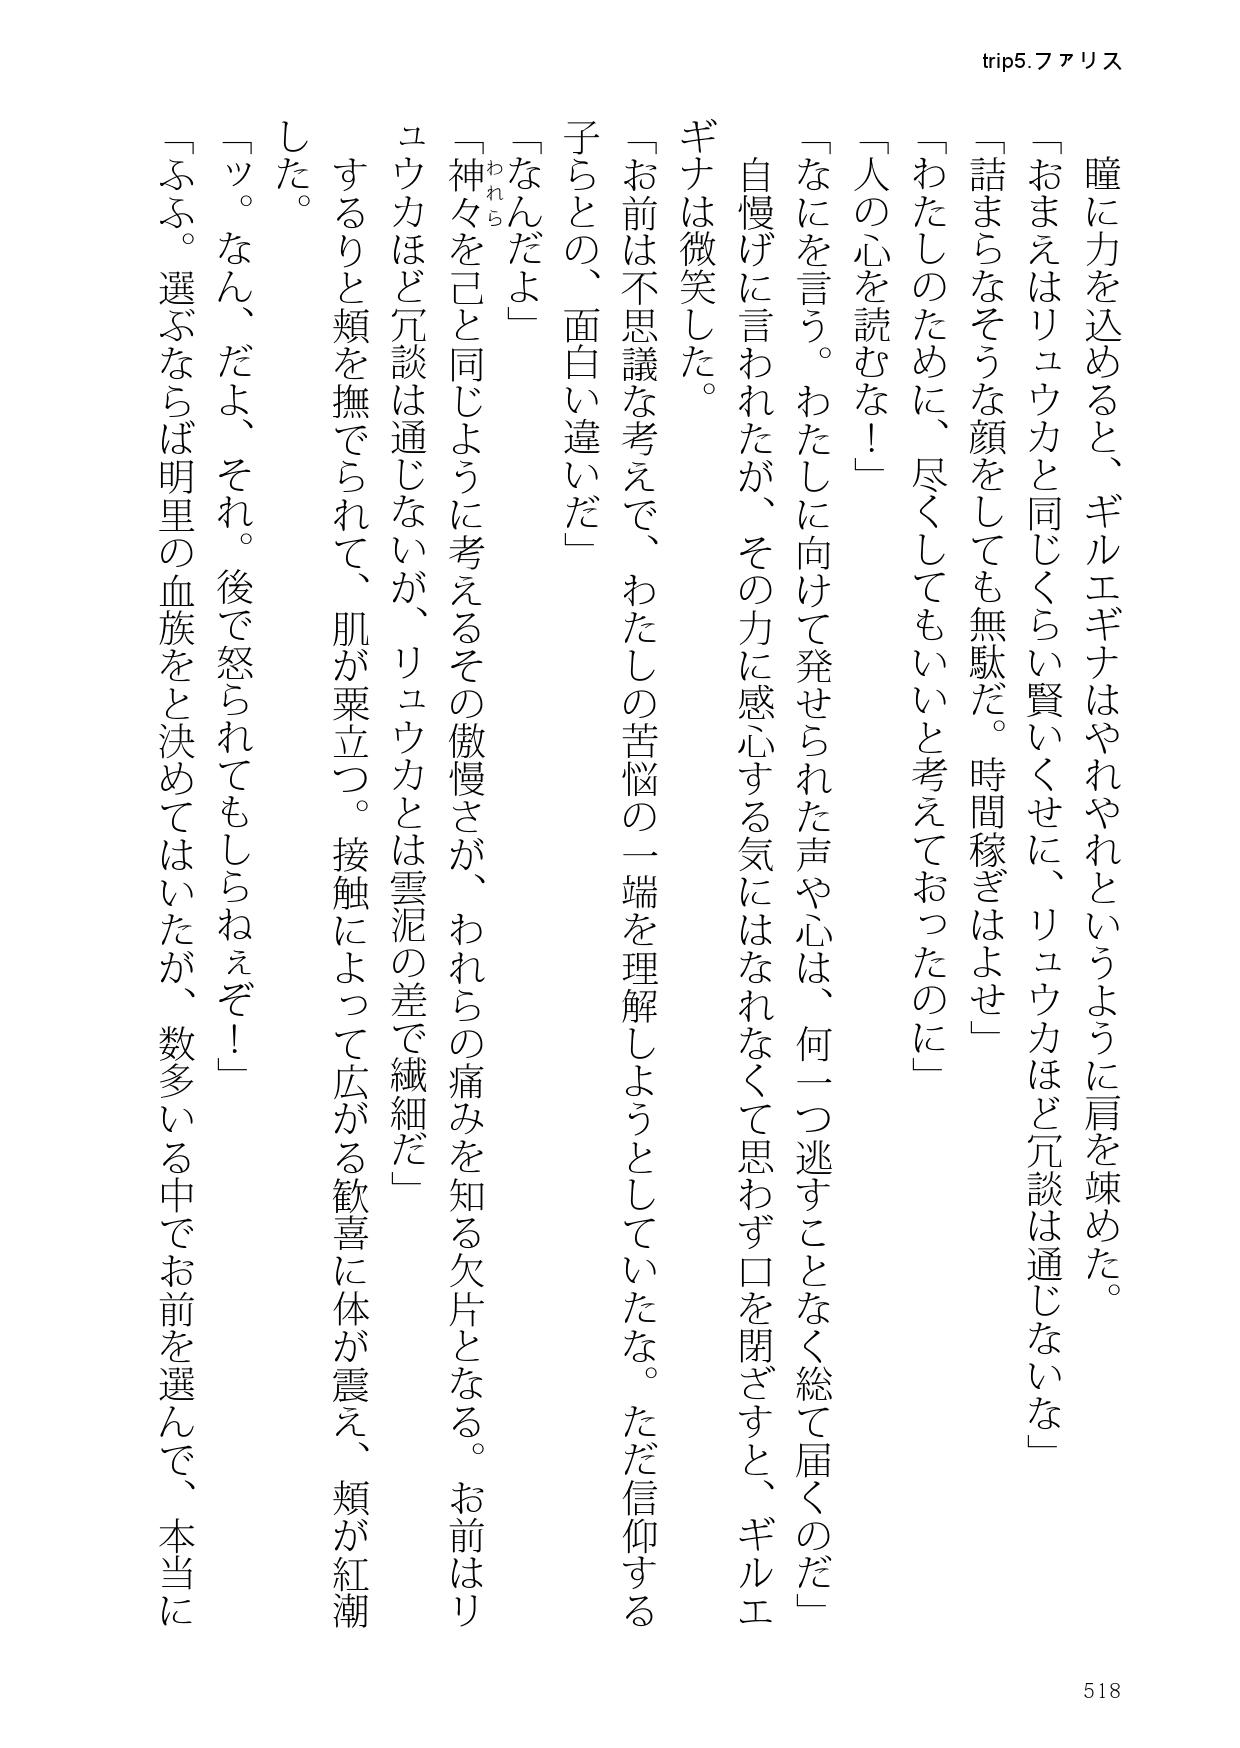 trip5.ファリス
瞳に力を込めると、ギルエギナはやれやれというように肩を竦めた。
「おまえはリュウカと同じくらい賢いくせに、リュウカほど冗談は通じないな」
「詰まらなそうな顔をしても無駄だ。時間稼ぎはよせ」
「わたしのために、尽くしてもいいと考えておったのに」
「人の心を読むな！」
「なにを言う。わたしに向けて発せられた声や心は、何一つ逃すことなく総て届くのだ」
自慢げに言われたが、その力に感心する気にはなれなくて思わず口を閉ざすと、ギルエ
ギナは微笑した。
「お前は不思議な考えで、わたしの苦悩の一端を理解しようとしていたな。ただ信仰する
子らとの、面白い違いだ」
「なんだよ」
「神々を己と同じように考えるその傲慢さが、われらの痛みを知る欠片となる。お前はリ
われら
ュウカほど冗談は通じないが、リュウカとは雲泥の差で繊細だ」
するりと頬を撫でられて、肌が粟立つ。接触によって広がる歓喜に体が震え、頬が紅潮
した。
「ッ。なん、だよ、それ。後で怒られてもしらねぇぞ！」
「ふふ。選ぶならば明里の血族をと決めてはいたが、数多いる中でお前を選んで、本当に
518